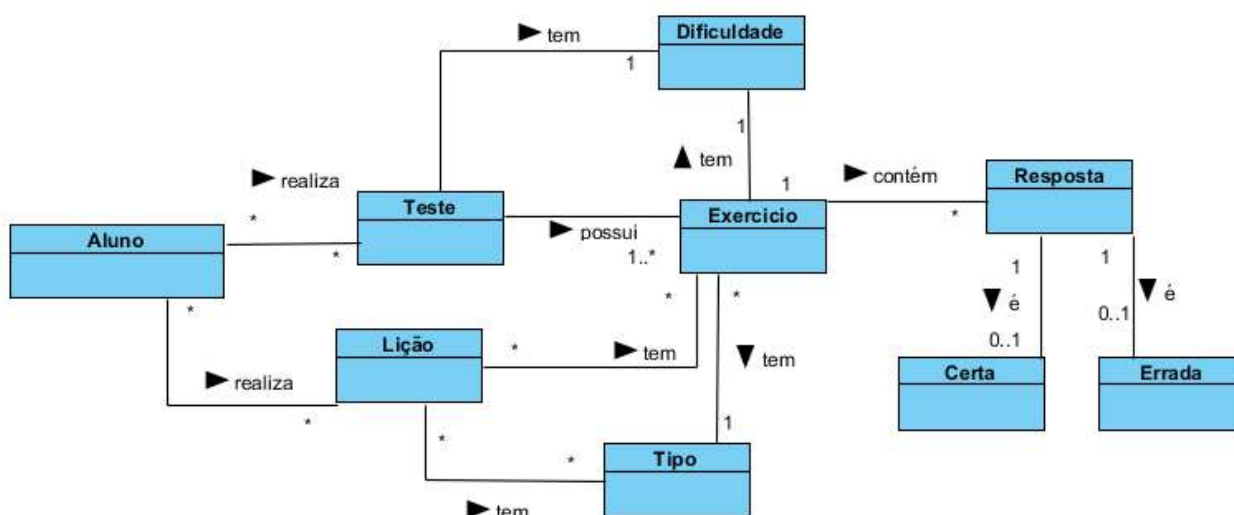 Dificuldade
► tem
1
1
▲ tem
► realiza
*
*
Teste
► possui
1..*
1
Exercicio
► contém
*
Resposta
Aluno
*
*
1
1
▼ é
▼ é
0..1
0..1
Lição
*
► tem
*
▼ tem
► realiza
*
Certa
Errada
*
*
1
Tipo
► tem